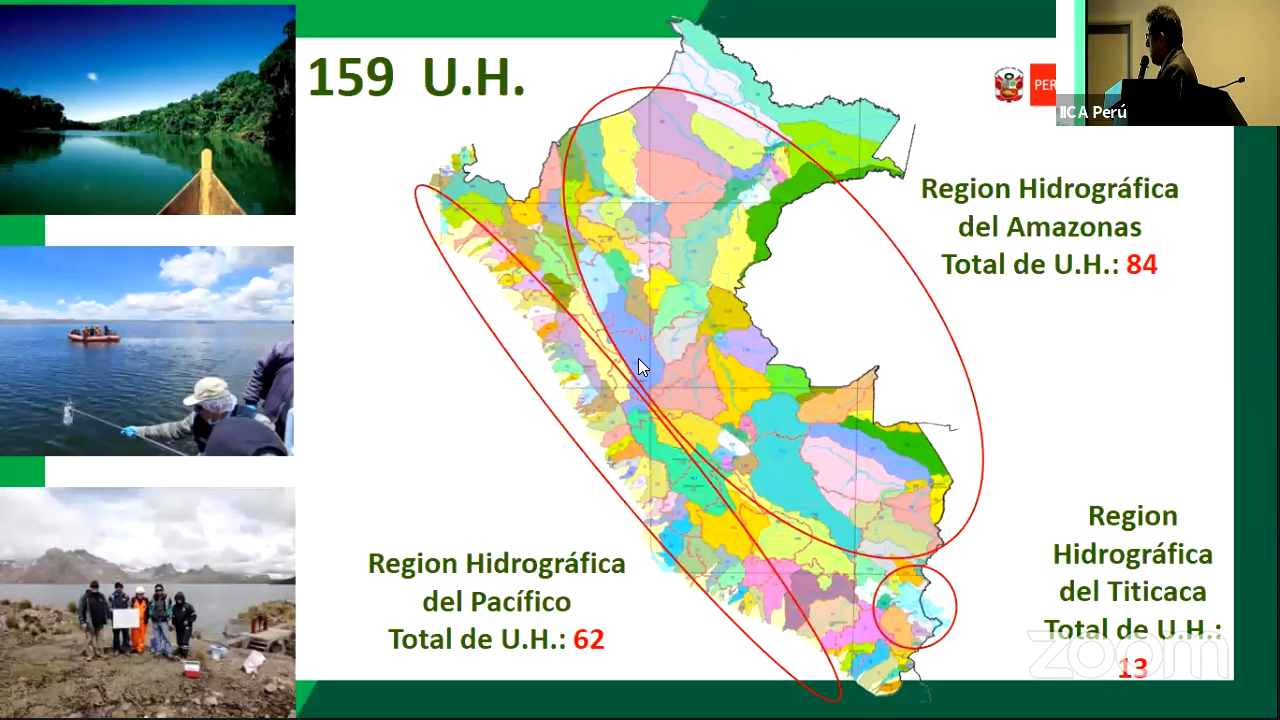 159 U.H.
PER
IICA Perú
Region Hidrográfica
del Amazonas
Total de U.H.: 84
Region Hidrográfica
del Pacífico
Total de U.H.: 62
Region
Hidrográfica
del Titicaca
Total de U.H.:
13
zoom